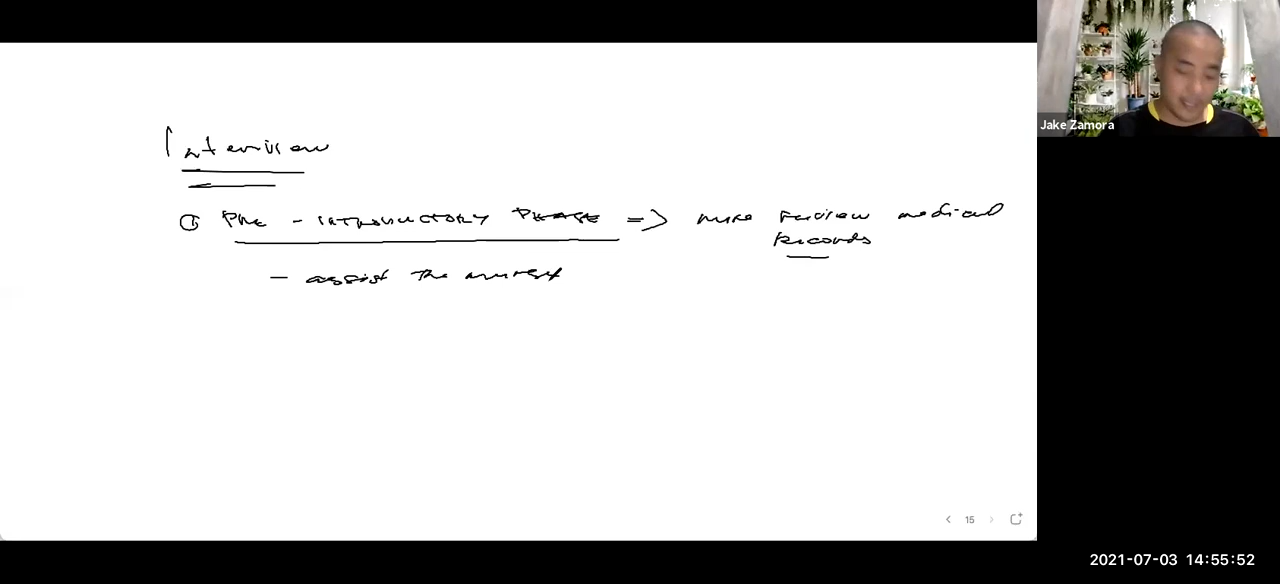 Interview
① PRE - INTRODUCTORY PHASE => nurse review medical
records
- assist the nurse
Jake Zamora
15
2021-07-03 14:55:52